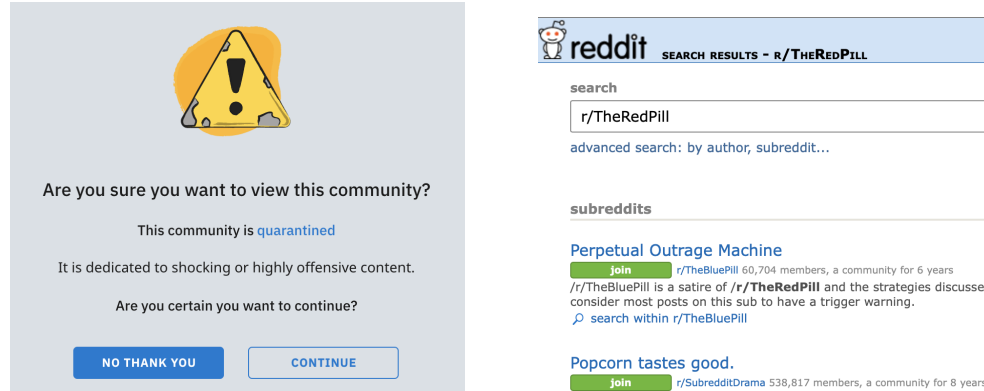 Are you sure you want to view this community?
This community is quarantined
It is dedicated to shocking or highly offensive content.
Are you certain you want to continue?
NO THANK YOU
CONTINUE
reddit SEARCH RESULTS - R/THEREDPILL
search
r/TheRedPill
advanced search: by author, subreddit...
subreddits
Perpetual Outrage Machine
join r/TheBluePill 60,704 members, a community for 6 years
/r/TheBluePill is a satire of /r/TheRedPill and the strategies discusse
consider most posts on this sub to have a trigger warning.
search within r/TheBluePill
Popcorn tastes good.
join r/SubredditDrama 538,817 members, a community for 8 years